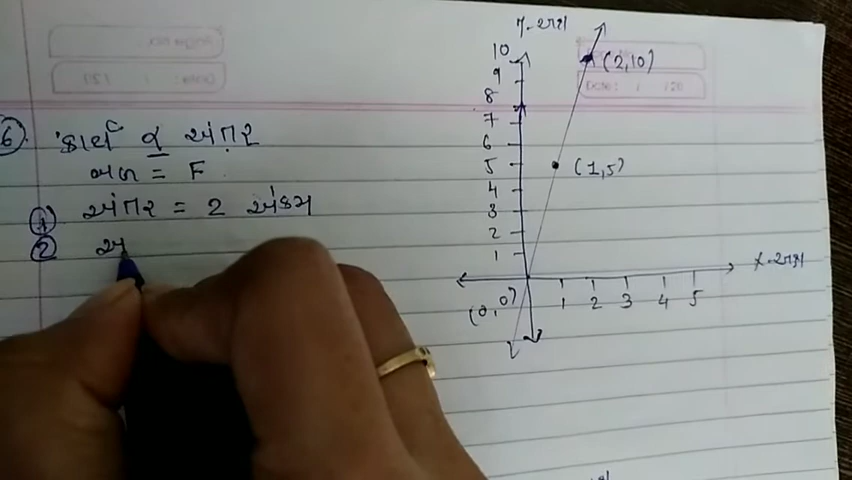 6. કાર્ય ∝ અંતર
બળ = F
① અંતર = 2 એકમ
② અ
y-અક્ષ
10
9
8
7
6
5
4
3
2
1
(2,10)
(1,5)
(0,0)
1 2 3 4 5
x-અક્ષ